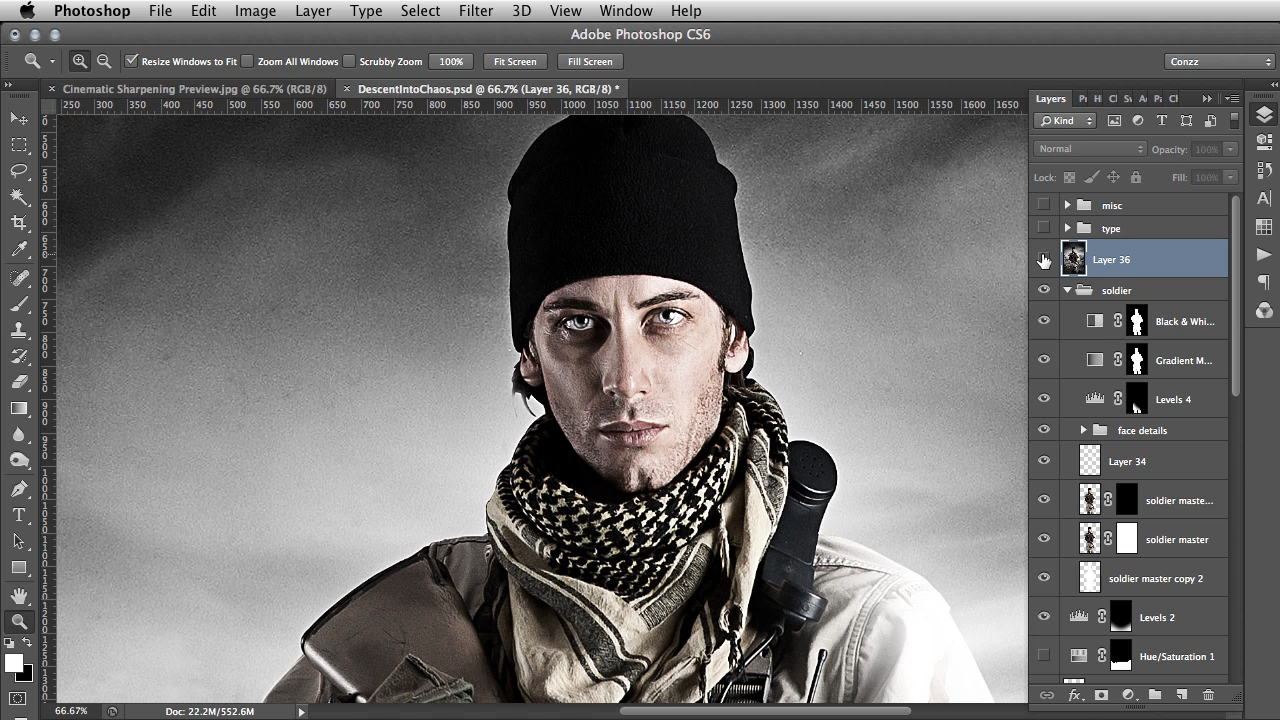 Photoshop File Edit Image Layer Type Select Filter 3D View Window Help
Adobe Photoshop CS6
Resize Windows to Fit Zoom All Windows Scrubby Zoom 100% Fit Screen Fill Screen Conzz
Cinematic Sharpening Preview.jpg @ 66.7% (RGB/8) DescentIntoChaos.psd @ 66.7% (Layer 36, RGB/8) *
250 300 350 400 450 500 550 600 650 700 750 800 850 900 950 1000 1050 1100 1150 1200 1250 1300 1350 1400 1450 1500 1550 1600 1650
Layers
Kind
Normal Opacity: 100%
Lock: Fill: 100%
misc
type
Layer 36
soldier
Black & Whi...
Gradient M...
Levels 4
face details
Layer 34
soldier maste...
soldier master
soldier master copy 2
Levels 2
Hue/Saturation 1
66.67% Doc: 22.2M/552.6M